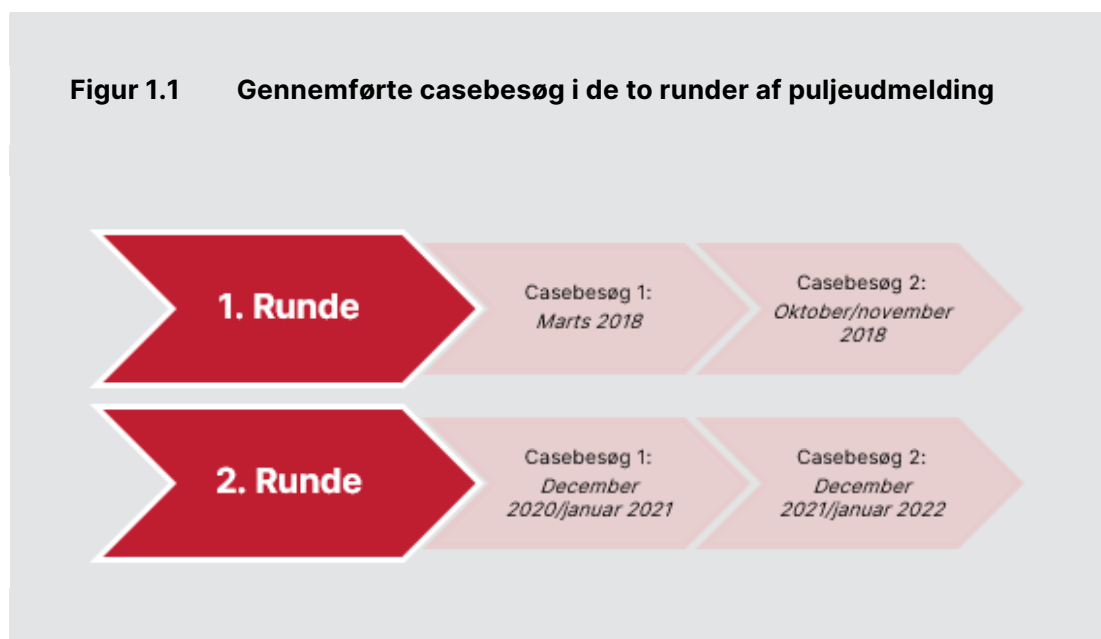 Figur 1.1 Gennemførte casebesøg i de to runder af puljeudmelding
1. Runde
Casebesøg 1:
Marts 2018
Casebesøg 2:
Oktober/november
2018
2. Runde
Casebesøg 1:
December
2020/januar 2021
Casebesøg 2:
December
2021/januar 2022